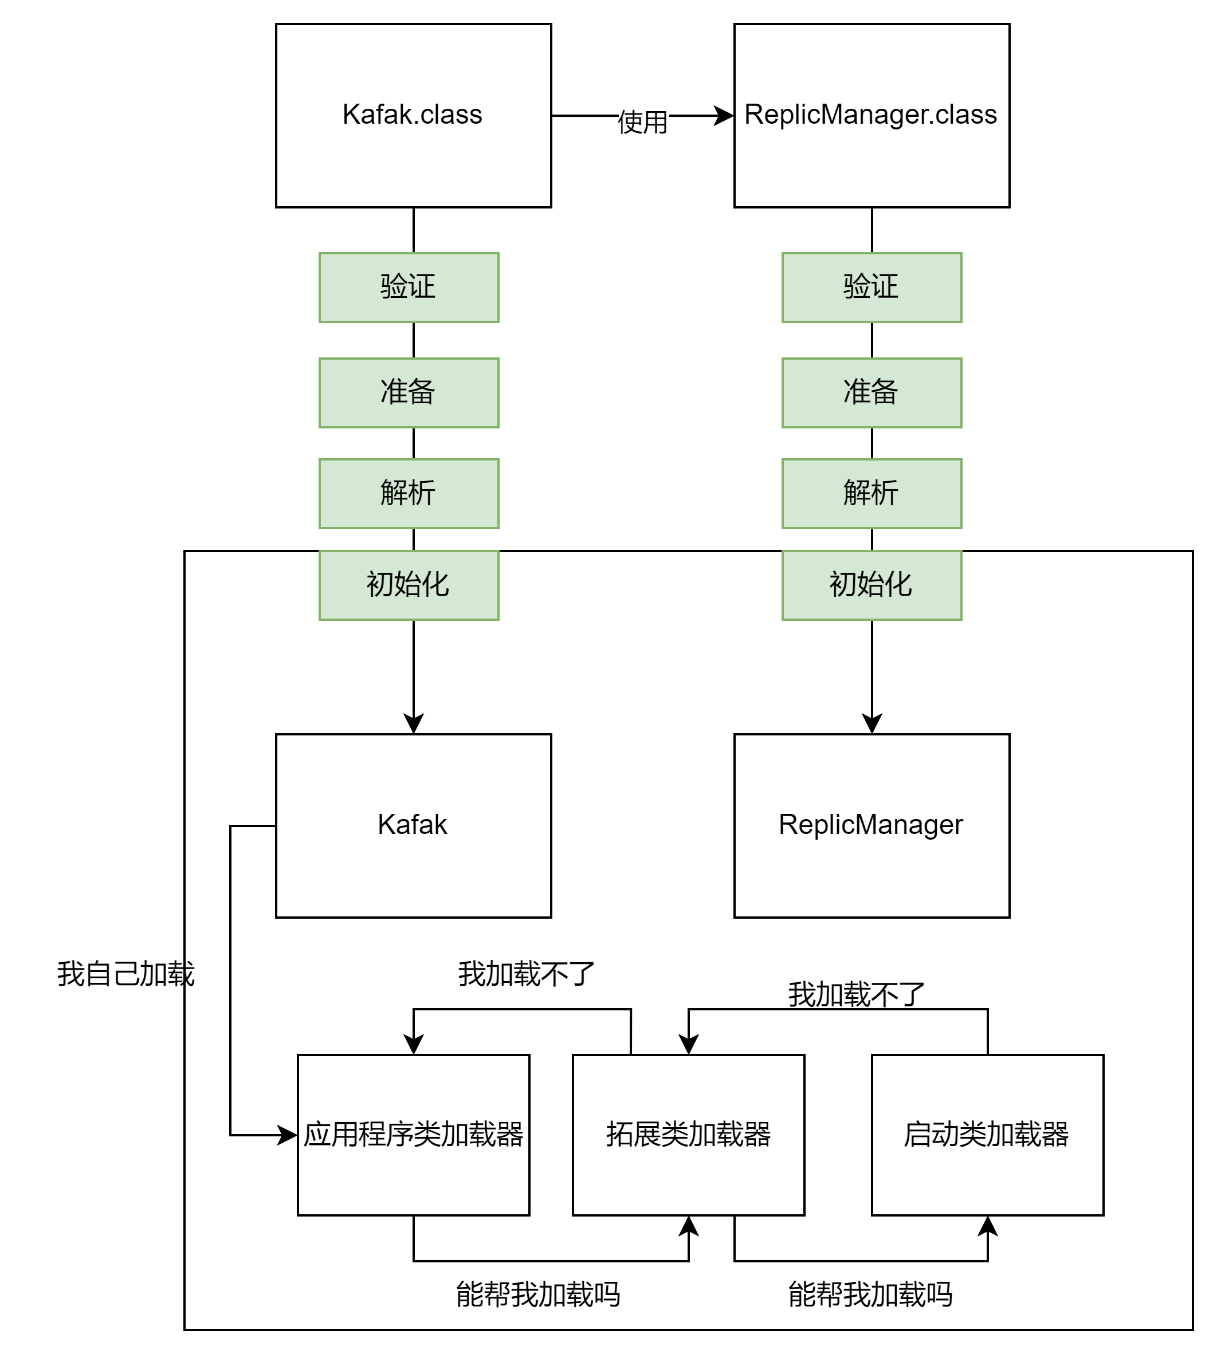 Kafak.class
使用
ReplicManager.class
验证
验证
准备
准备
解析
解析
初始化
初始化
Kafak
ReplicManager
我自己加载
我加载不了
我加载不了
应用程序类加载器
拓展类加载器
启动类加载器
能帮我加载吗
能帮我加载吗